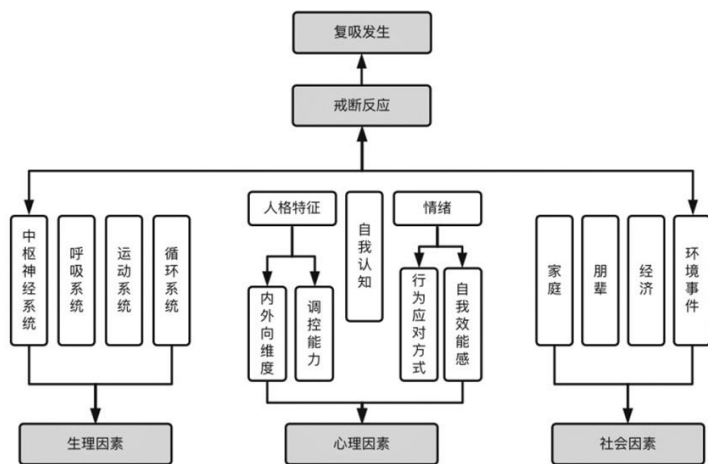 复吸发生
戒断反应
中枢神经系统
呼吸系统
运动系统
循环系统
人格特征
内外向维度
调控能力
自我认知
情绪
行为应对方式
自我效能感
家庭
朋辈
经济
环境事件
生理因素
心理因素
社会因素